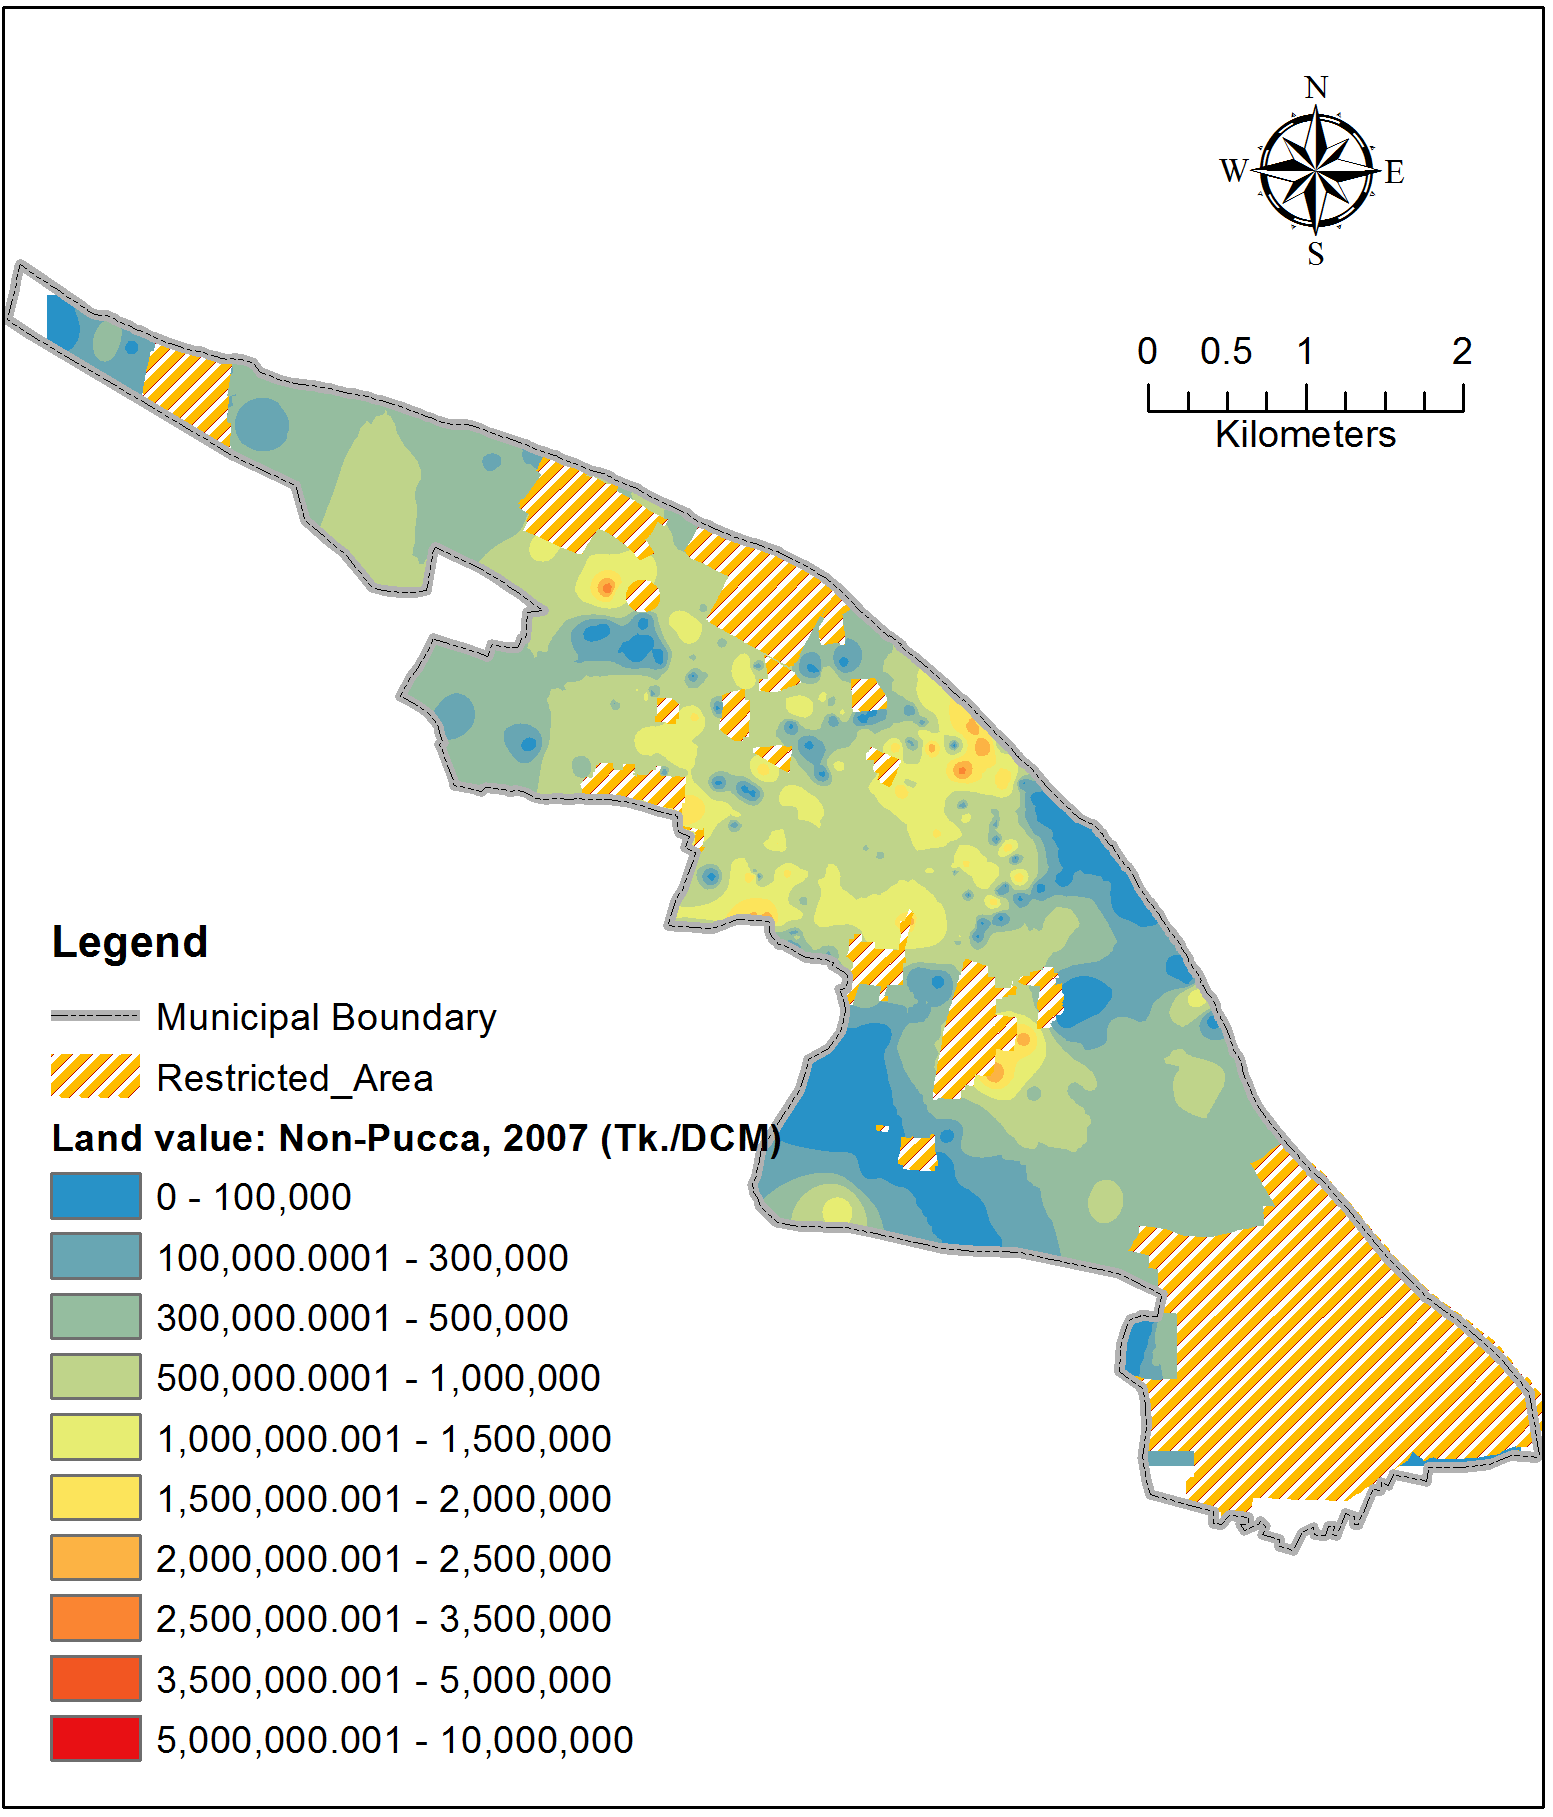 N
W E
S
0 0.5 1 2
Kilometers
Legend
Municipal Boundary
Restricted_Area
Land value: Non-Pucca, 2007 (Tk./DCM)
0 - 100,000
100,000.0001 - 300,000
300,000.0001 - 500,000
500,000.0001 - 1,000,000
1,000,000.001 - 1,500,000
1,500,000.001 - 2,000,000
2,000,000.001 - 2,500,000
2,500,000.001 - 3,500,000
3,500,000.001 - 5,000,000
5,000,000.001 - 10,000,000